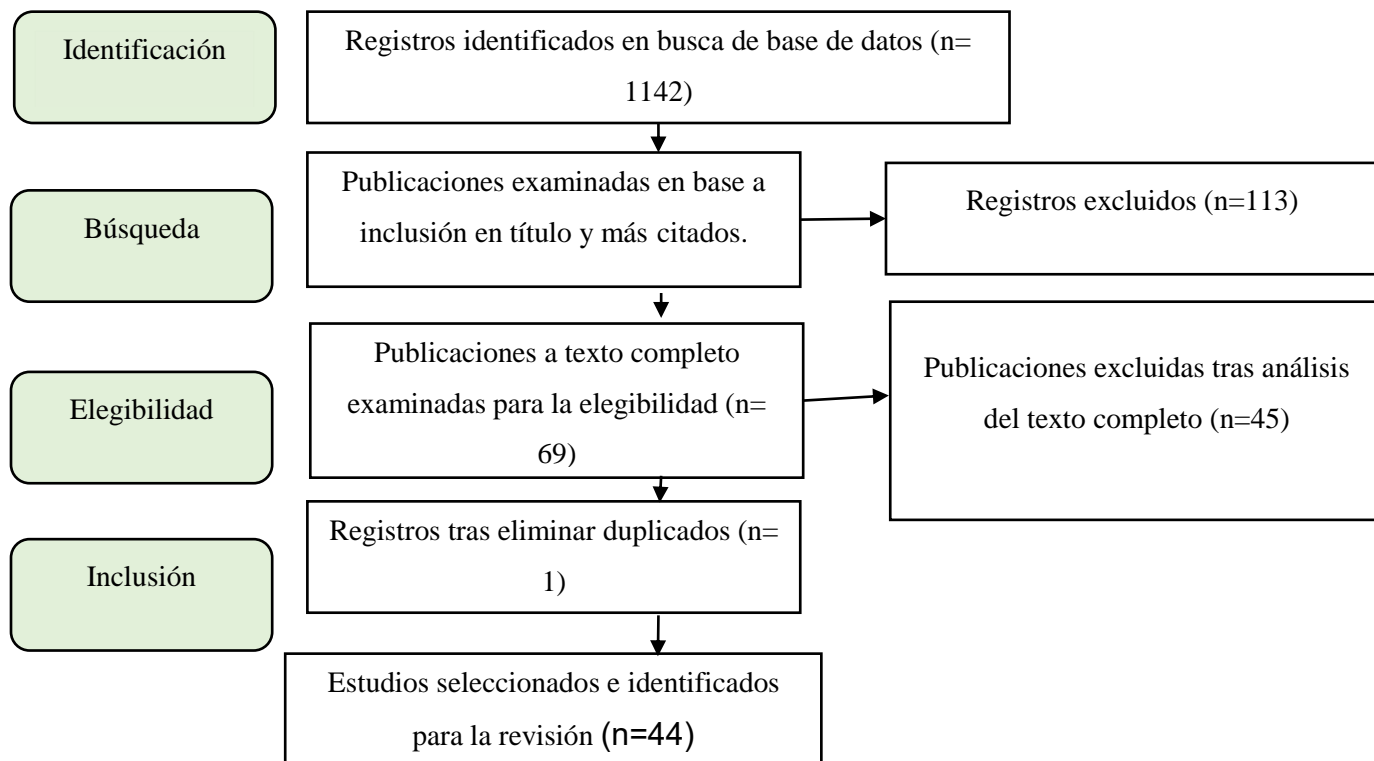 Identificación
Registros identificados en busca de base de datos (n=
1142)
Búsqueda
Publicaciones examinadas en base a
inclusión en título y más citados.
Registros excluidos (n=113)
Elegibilidad
Publicaciones a texto completo
examinadas para la elegibilidad (n=
69)
Publicaciones excluidas tras análisis
del texto completo (n=45)
Inclusión
Registros tras eliminar duplicados (n=
1)
Estudios seleccionados e identificados
para la revisión (n=44)